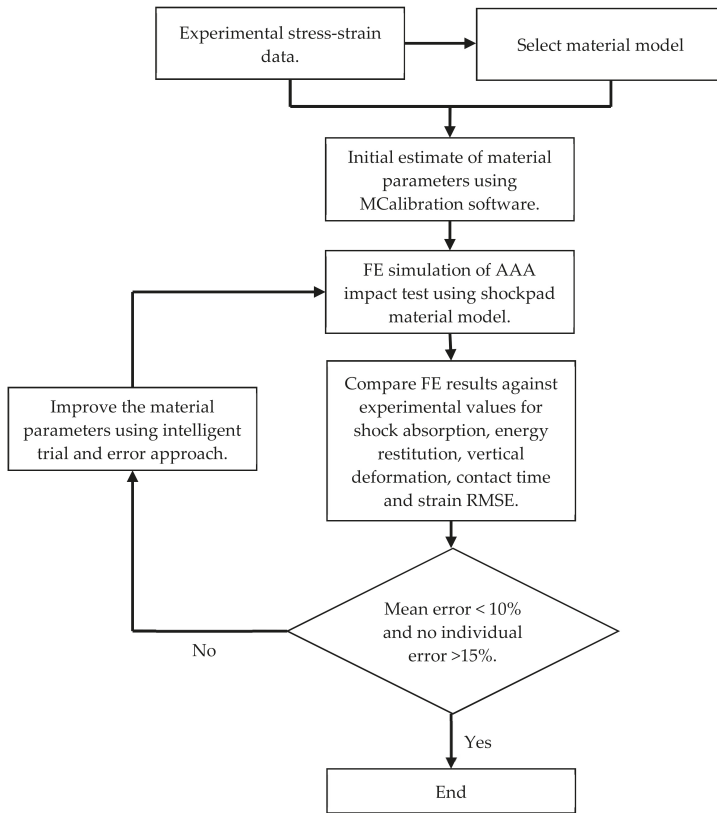 Experimental stress-strain
data.
Select material model
Initial estimate of material
parameters using
MCalibration software.
FE simulation of AAA
impact test using shockpad
material model.
Compare FE results against
experimental values for
shock absorption, energy
restitution, vertical
deformation, contact time
and strain RMSE.
Improve the material
parameters using intelligent
trial and error approach.
Mean error < 10%
and no individual
error >15%.
No
Yes
End